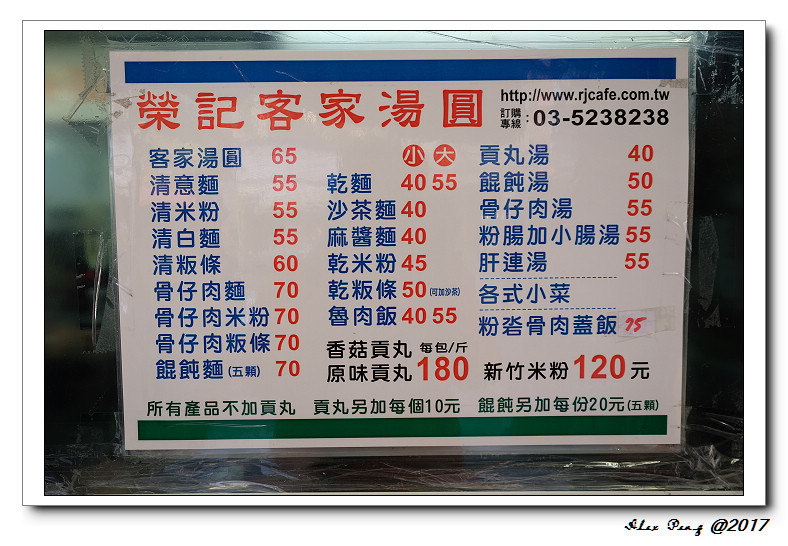 榮記客家湯圓
http://www.rjcafe.com.tw
訂購專線：03-5238238
客家湯圓 65
清意麵 55
清米粉 55
清白麵 55
清粄條 60
骨仔肉麵 70
骨仔肉米粉 70
骨仔肉粄條 70
餛飩麵(五顆) 70
小 大
乾麵 40 55
沙茶麵 40
麻醬麵 40
乾米粉 45
乾粄條 50 (可加沙茶)
魯肉飯 40 55
貢丸湯 40
餛飩湯 50
骨仔肉湯 55
粉腸加小腸湯 55
肝連湯 55
各式小菜
粉沯骨肉蓋飯 75
香菇貢丸 每包/斤
原味貢丸 180
新竹米粉 120元
所有產品不加貢丸 貢丸另加每個10元 餛飩另加每份20元(五顆)
Alex Peng @2017